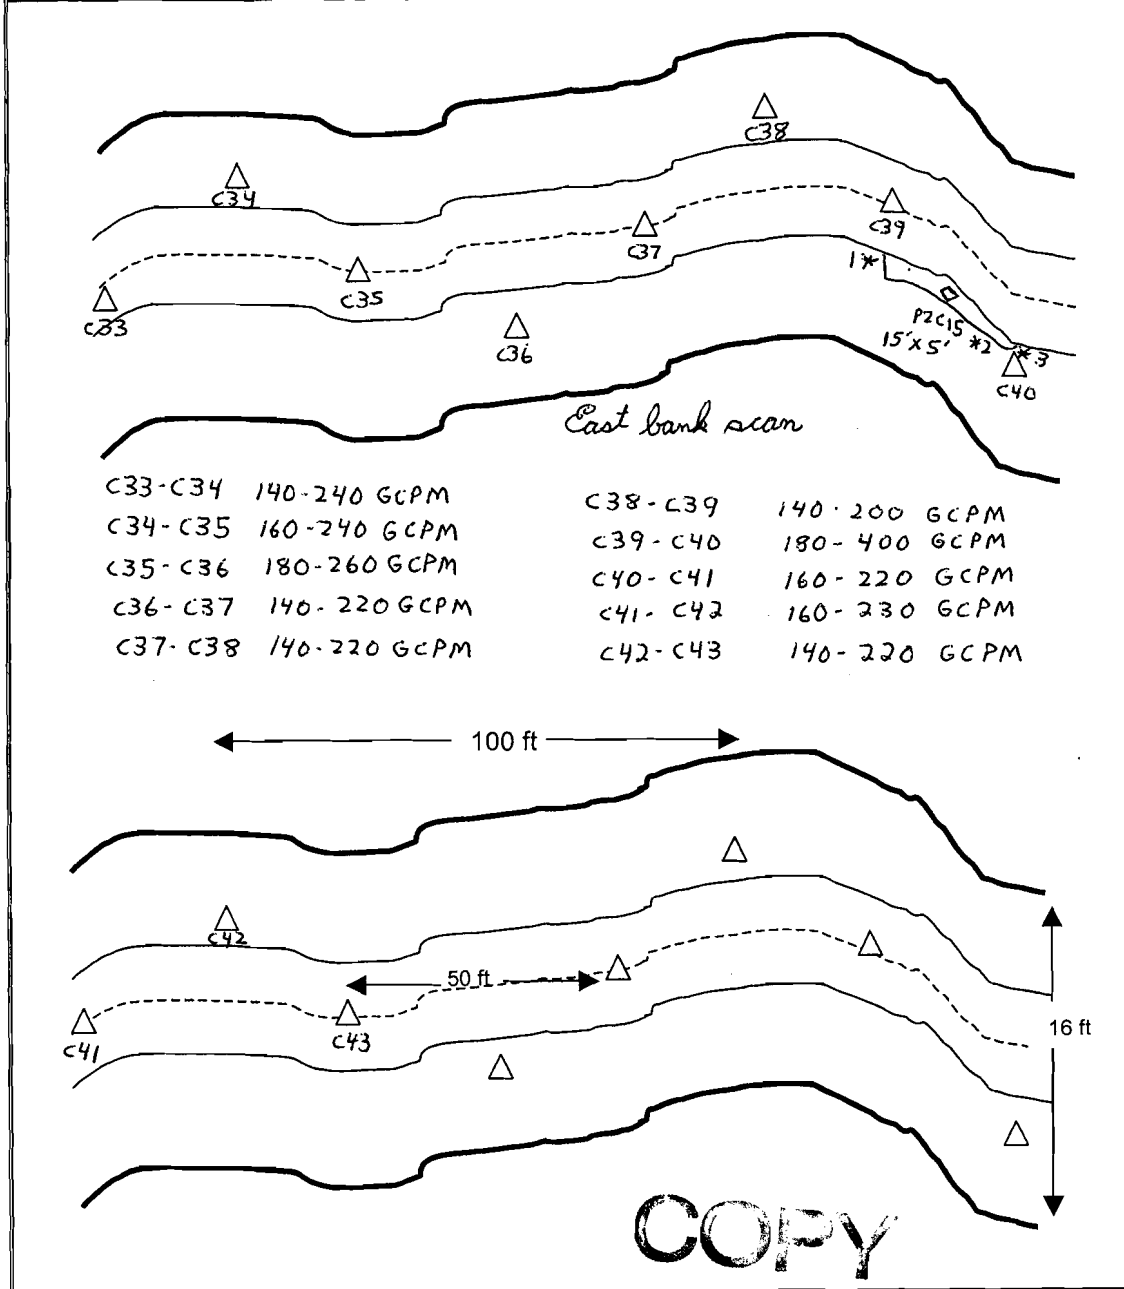 C38
C34
C39
C37
1*
C35
C33
P2C15
15'x5' *2
*3
C36
C40
East bank scan
C33-C34 140-240 GCPM
C34-C35 160-240 GCPM
C35-C36 180-260 GCPM
C36-C37 140-220 GCPM
C37-C38 140-220 GCPM
C38-C39 140-200 GCPM
C39-C40 180-400 GCPM
C40-C41 160-220 GCPM
C41-C42 160-230 GCPM
C42-C43 140-220 GCPM
100 ft
C42
50 ft
16 ft
C41
C43
COPY